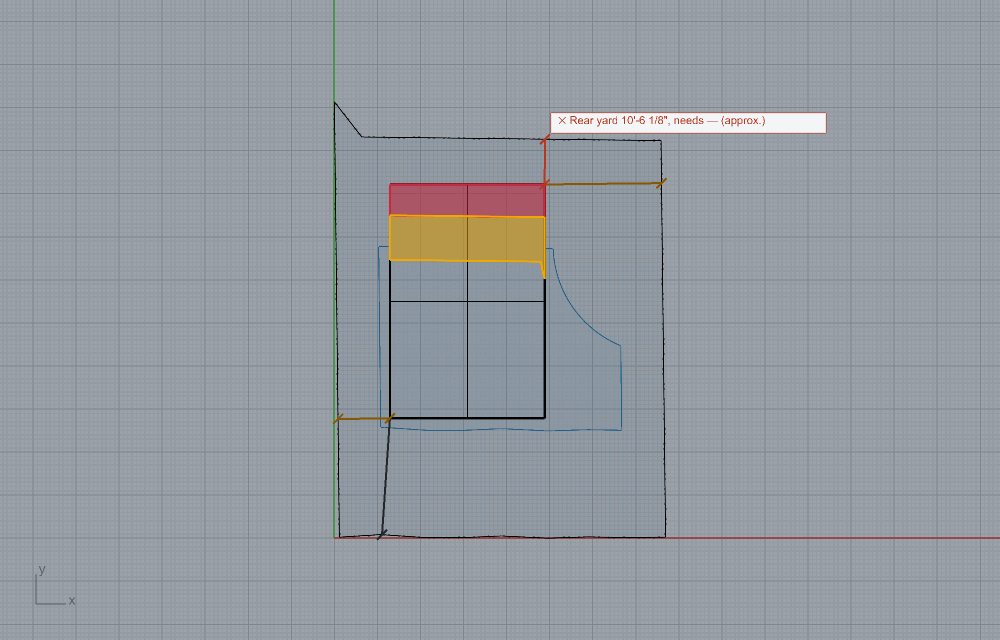 × Rear yard 10'-6 1/8", needs — (approx.)
y
x